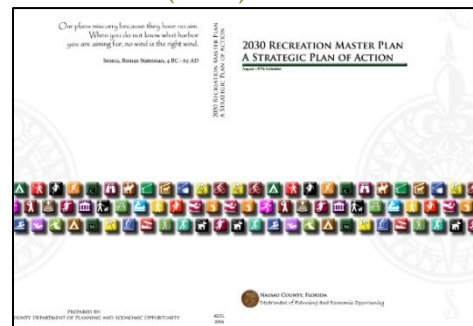 Our plans miscarry because they have no aim.
When you do not know what harbor
you are aiming for, no wind is the right wind.
Seneca, Roman Statesman, 4 BC - 65 AD
2030 RECREATION MASTER PLAN
A STRATEGIC PLAN OF ACTION
2030 RECREATION MASTER PLAN
A STRATEGIC PLAN OF ACTION
PREPARED BY:
COUNTY DEPARTMENT OF PLANNING AND ECONOMIC OPPORTUNITY
AUG.
2016
NASSAU COUNTY, FLORIDA
Department of Planning and Economic Opportunity